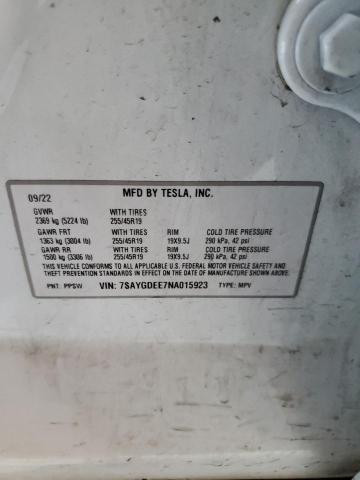 MFD BY TESLA, INC.
09/22
GVWR WITH TIRES
2369 kg (5224 lb) 255/45R19
GAWR FRT WITH TIRES RIM COLD TIRE PRESSURE
1363 kg (3004 lb) 255/45R19 19X9.5J 290 kPa, 42 psi
GAWR RR WITH TIRES RIM COLD TIRE PRESSURE
1500 kg (3306 lb) 255/45R19 19X9.5J 290 kPa, 42 psi
THIS VEHICLE CONFORMS TO ALL APPLICABLE U.S. FEDERAL MOTOR VEHICLE SAFETY AND
THEFT PREVENTION STANDARDS IN EFFECT ON THE DATE OF MANUFACTURE SHOWN ABOVE.
PNT: PPSW VIN: 7SAYGDEE7NA015923 TYPE: MPV